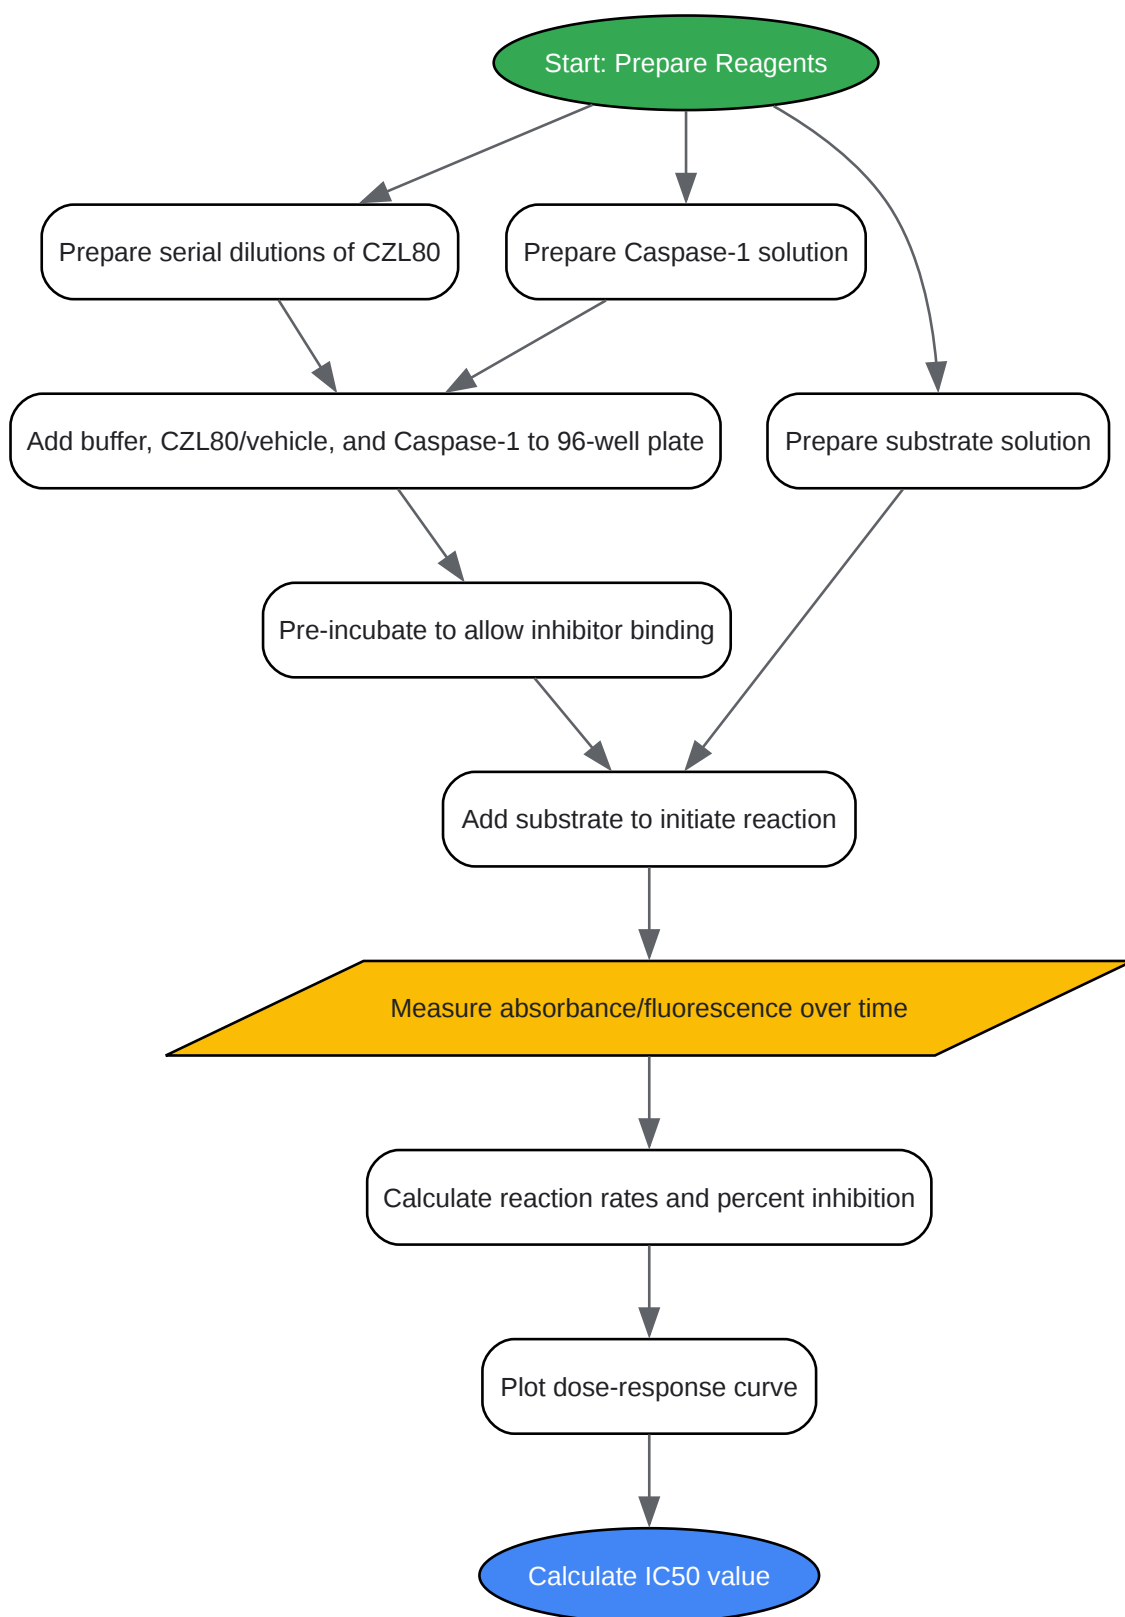 Start: Prepare Reagents
Prepare serial dilutions of CZL80
Prepare Caspase-1 solution
Add buffer, CZL80/vehicle, and Caspase-1 to 96-well plate
Prepare substrate solution
Pre-incubate to allow inhibitor binding
Add substrate to initiate reaction
Measure absorbance/fluorescence over time
Calculate reaction rates and percent inhibition
Plot dose-response curve
Calculate IC50 value